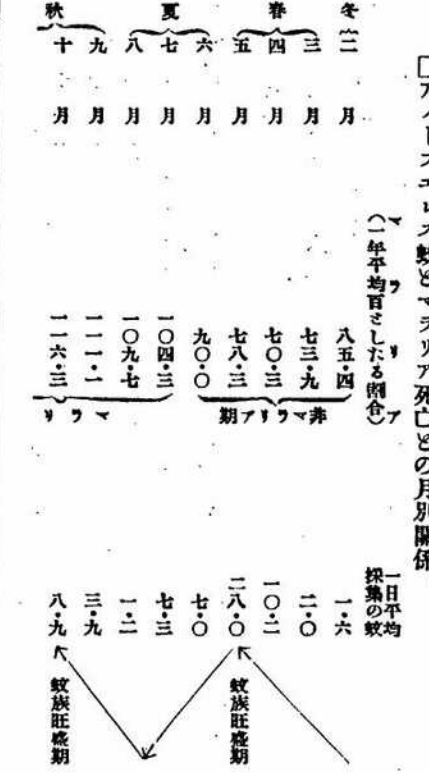 アノーフエレス蚊とマラリア死亡との月別關係
マラリア
(一年平均百としたる割合)
一日平均
採集の蚊
冬 二月 八五・四 一・六
三月 七三・九 二・〇
春 四月 七〇・三 一〇・二
五月 七八・三 二八・〇 蚊族旺盛期
六月 九〇・〇 七・〇
非マラリア期
夏 七月 一〇四・三 七・三
八月 一〇九・七 一・二
九月 一一一・一 三・九
秋 十月 一一六・三 八・九 蚊族旺盛期
マラリ